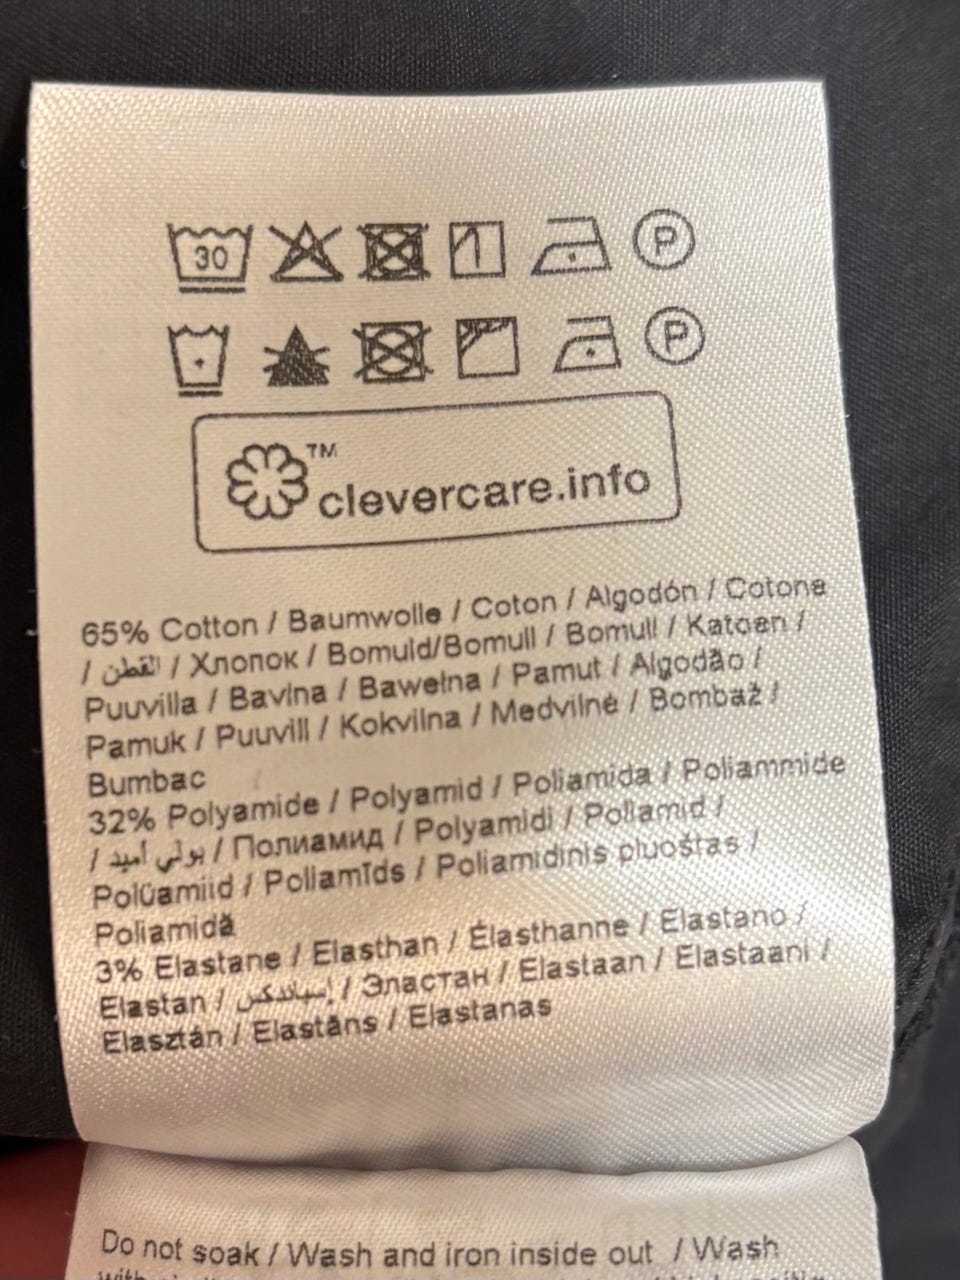 30 P
P
TM
clevercare.info
65% Cotton / Baumwolle / Coton / Algodón / Cotone
/ القطن / Хлопок / Bomuld/Bomull / Bomull / Katoen /
Puuvilla / Bavlna / Bawełna / Pamut / Algodão /
Pamuk / Puuvill / Kokvilna / Medvilnė / Bombaž /
Bumbac
32% Polyamide / Polyamid / Poliamida / Poliammide
/ بولي أميد / Полиамид / Polyamidi / Poliamid /
Polüamiid / Poliamīds / Poliamidinis pluoštas /
Poliamidă
3% Elastane / Elasthan / Élasthanne / Elastano /
Elastan / إسباندكس / Эластан / Elastaan / Elastaani /
Elasztán / Elastāns / Elastanas
Do not soak / Wash and iron inside out / Wash